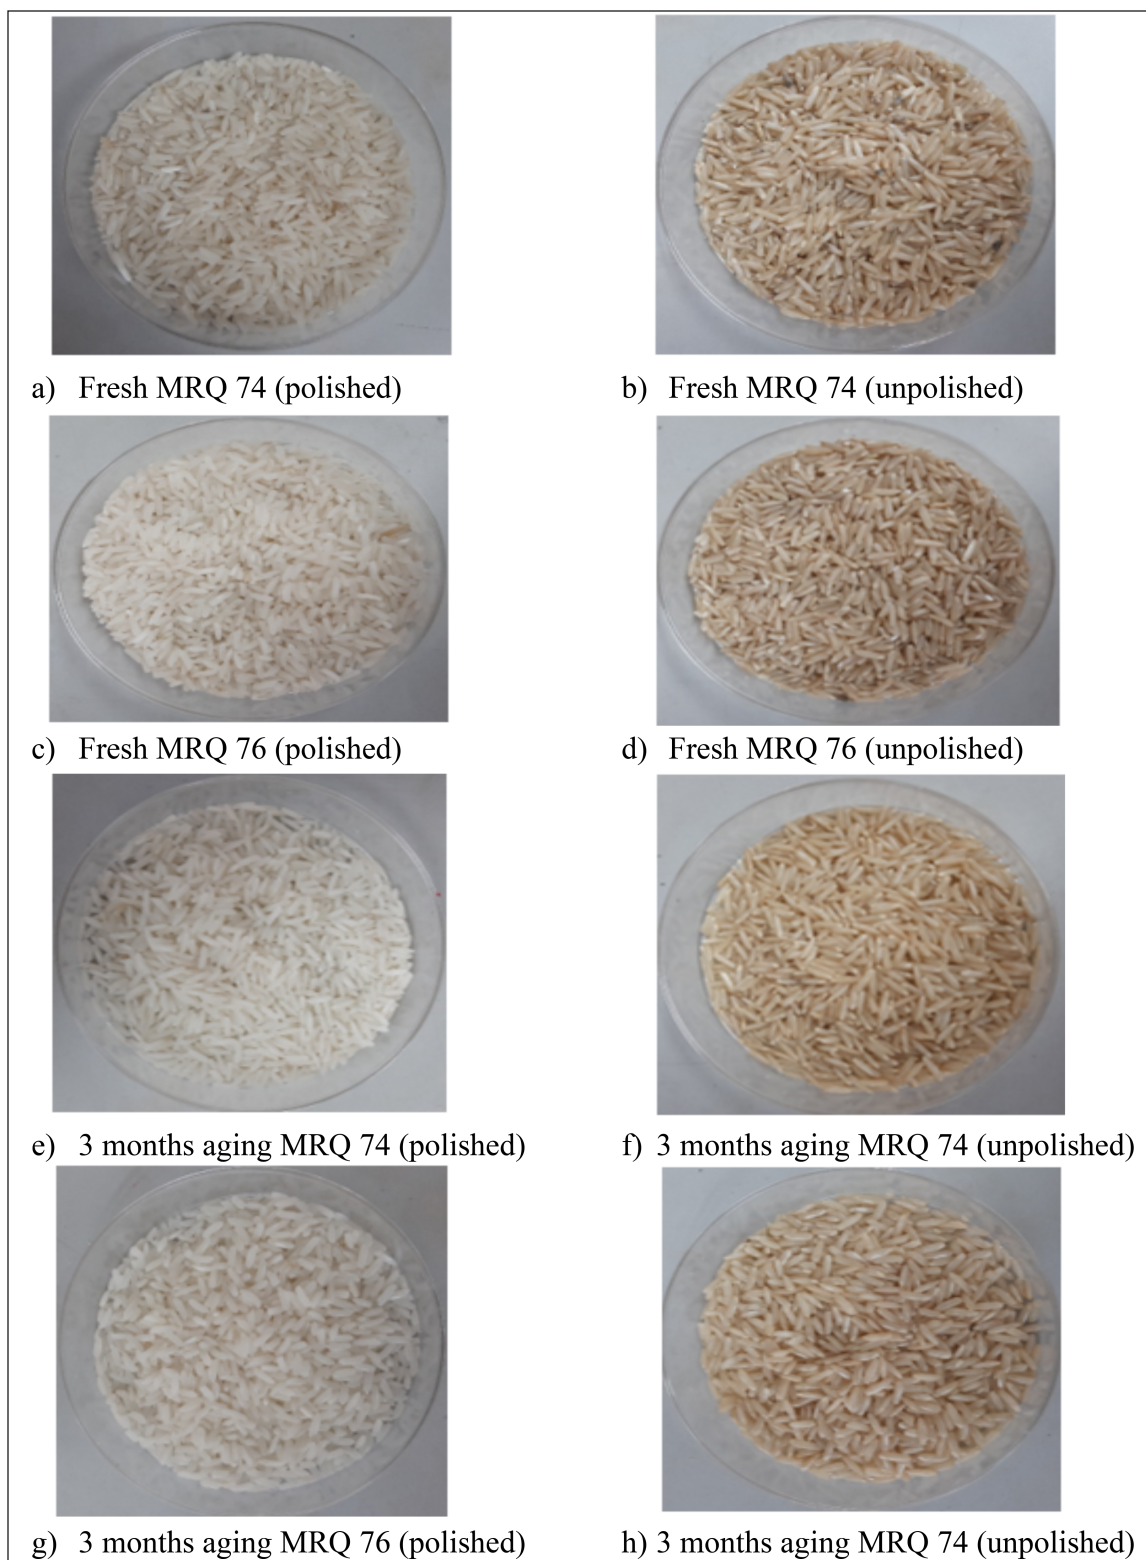 a) Fresh MRQ 74 (polished)
b) Fresh MRQ 74 (unpolished)
c) Fresh MRQ 76 (polished)
d) Fresh MRQ 76 (unpolished)
e) 3 months aging MRQ 74 (polished)
f) 3 months aging MRQ 74 (unpolished)
g) 3 months aging MRQ 76 (polished)
h) 3 months aging MRQ 74 (unpolished)